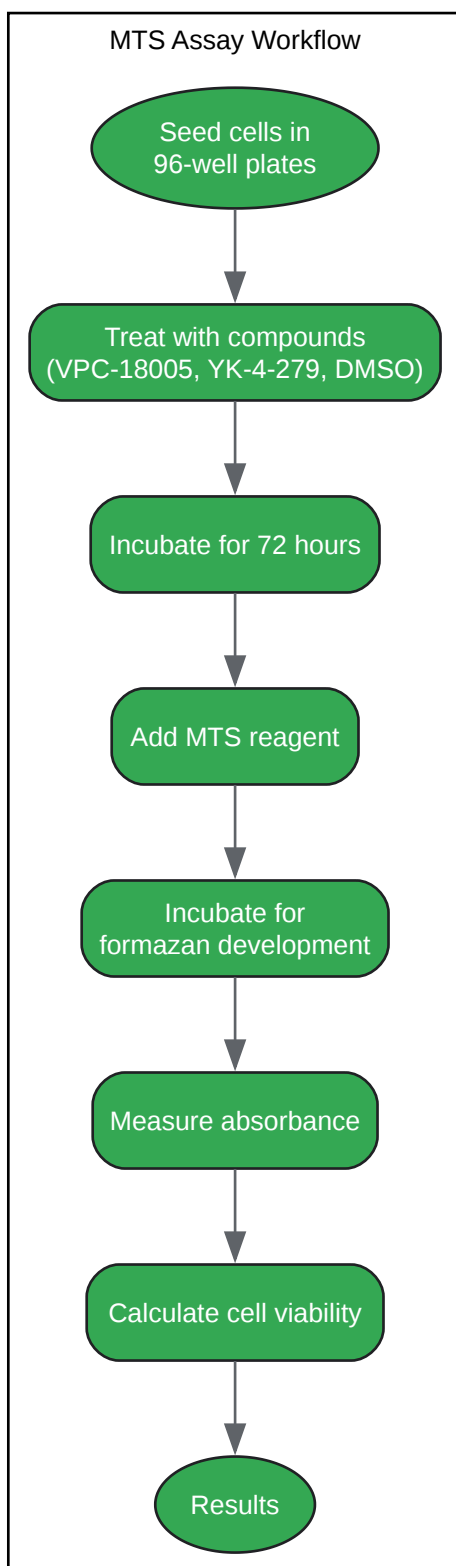 MTS Assay Workflow
Seed cells in
96-well plates
Treat with compounds
(VPC-18005, YK-4-279, DMSO)
Incubate for 72 hours
Add MTS reagent
Incubate for
formazan development
Measure absorbance
Calculate cell viability
Results